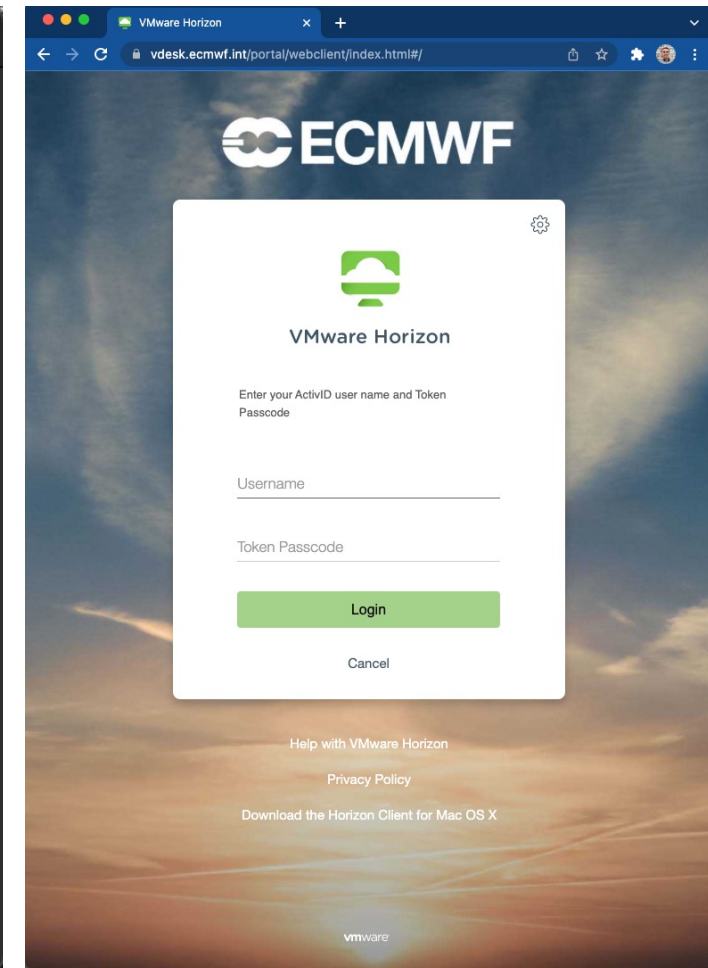 VMware Horizon
vdesk.ecmwf.int/portal/webclient/index.html#/
ECMWF
VMware Horizon
Enter your ActivID user name and Token
Passcode
Username
Token Passcode
Login
Cancel
Help with VMware Horizon
Privacy Policy
Download the Horizon Client for Mac OS X
vmware